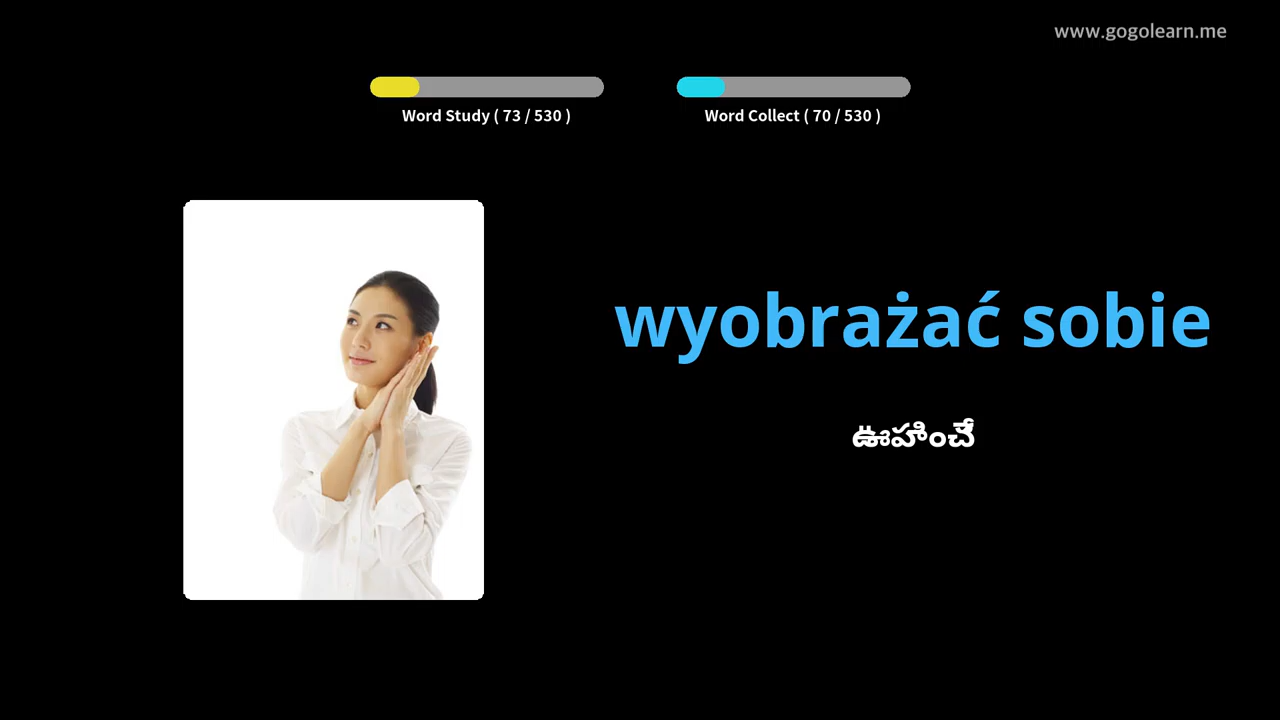 www.gogolearn.me
Word Study ( 73 / 530 )
Word Collect ( 70 / 530 )
wyobrażać sobie
ఊహించే